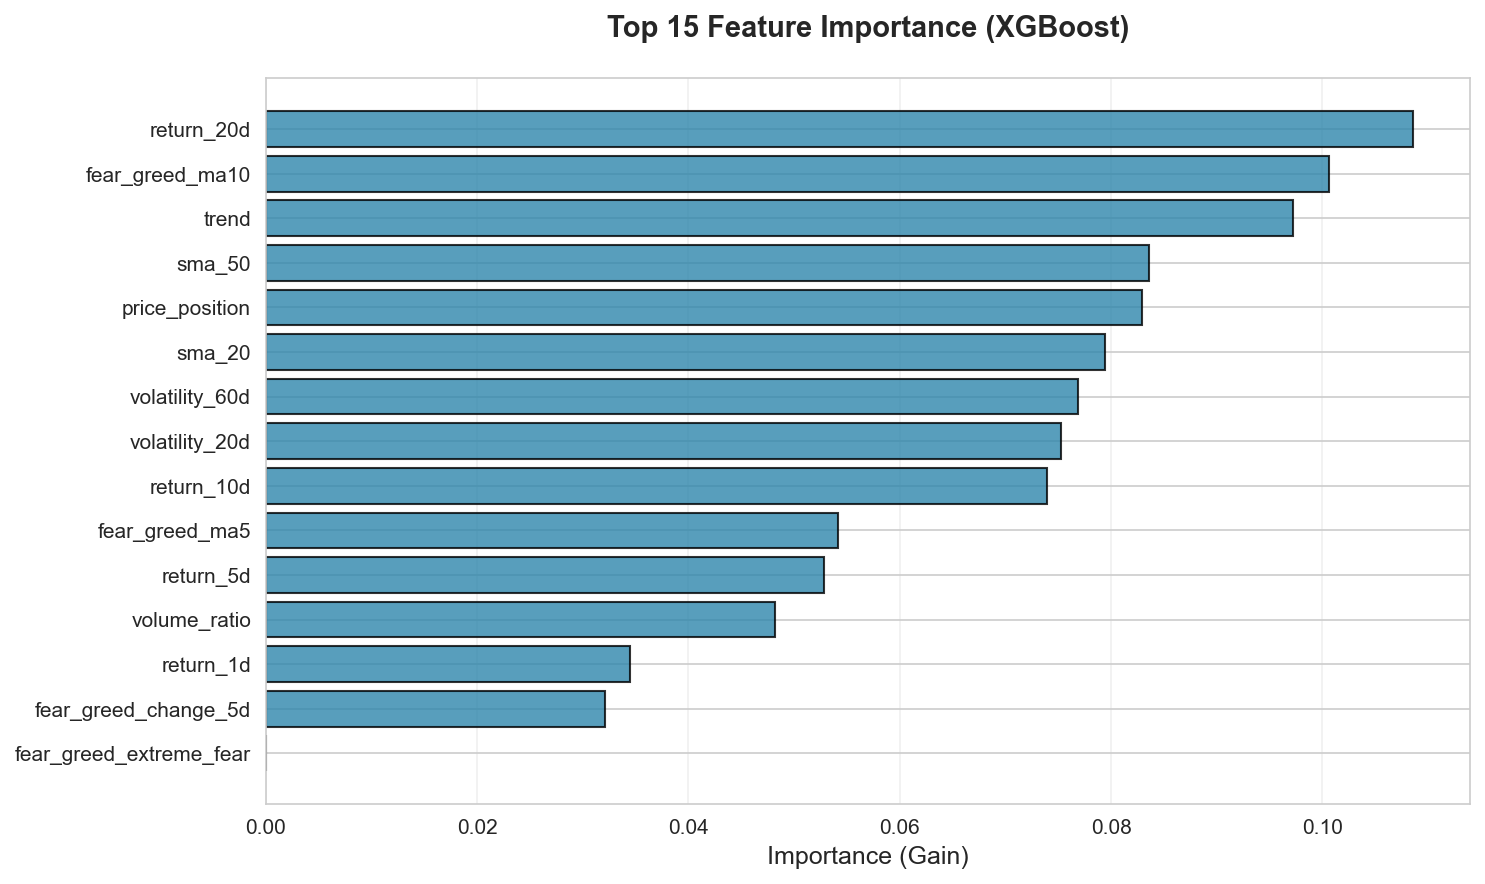 Top 15 Feature Importance (XGBoost)
return_20d
fear_greed_ma10
trend
sma_50
price_position
sma_20
volatility_60d
volatility_20d
return_10d
fear_greed_ma5
return_5d
volume_ratio
return_1d
fear_greed_change_5d
fear_greed_extreme_fear
0.00 0.02 0.04 0.06 0.08 0.10
Importance (Gain)